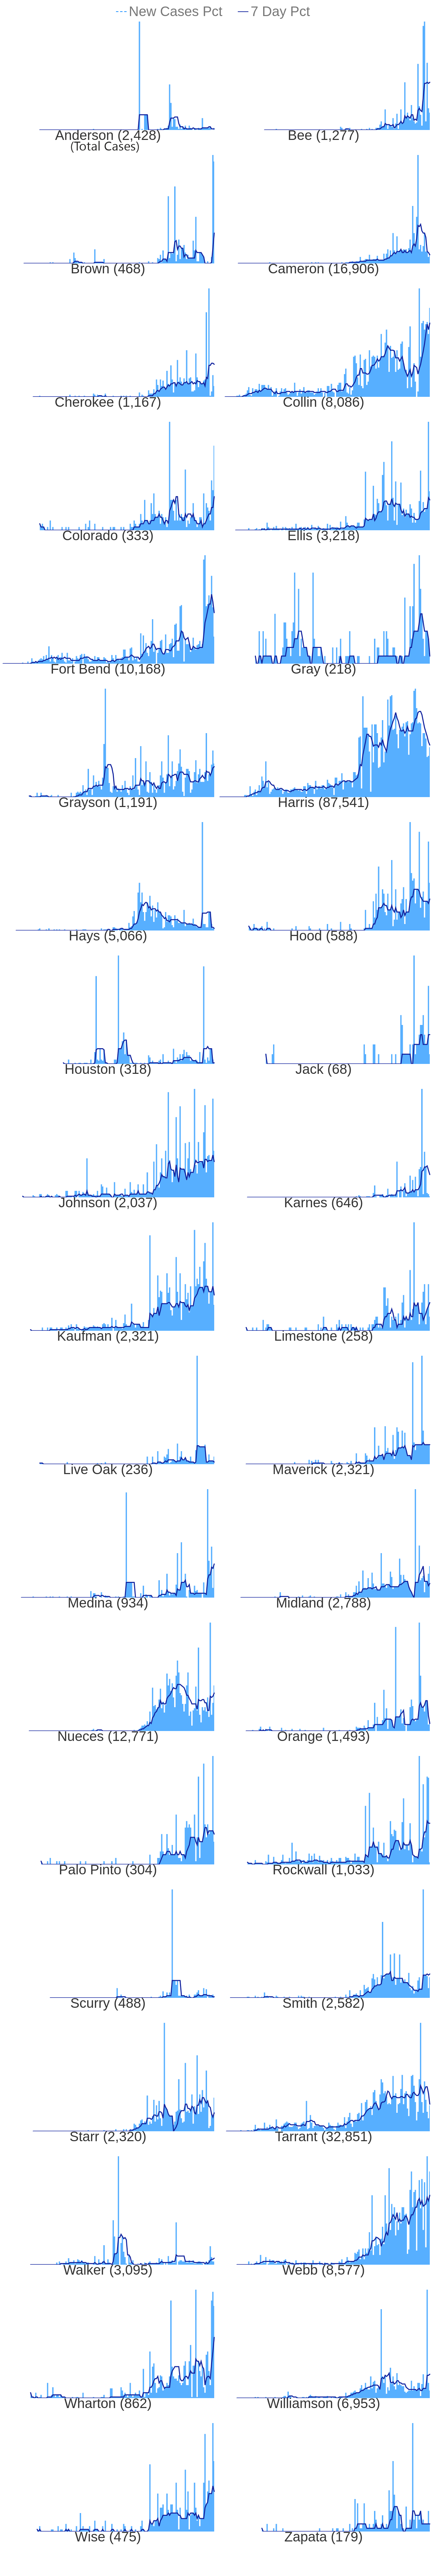 New Cases Pct 7 Day Pct
Anderson (2,428) Bee (1,277)
(Total Cases)
Brown (468) Cameron (16,906)
Cherokee (1,167) Collin (8,086)
Colorado (333) Ellis (3,218)
Fort Bend (10,168) Gray (218)
Grayson (1,191) Harris (87,541)
Hays (5,066) Hood (588)
Houston (318) Jack (68)
Johnson (2,037) Karnes (646)
Kaufman (2,321) Limestone (258)
Live Oak (236) Maverick (2,321)
Medina (934) Midland (2,788)
Nueces (12,771) Orange (1,493)
Palo Pinto (304) Rockwall (1,033)
Scurry (488) Smith (2,582)
Starr (2,320) Tarrant (32,851)
Walker (3,095) Webb (8,577)
Wharton (862) Williamson (6,953)
Wise (475) Zapata (179)